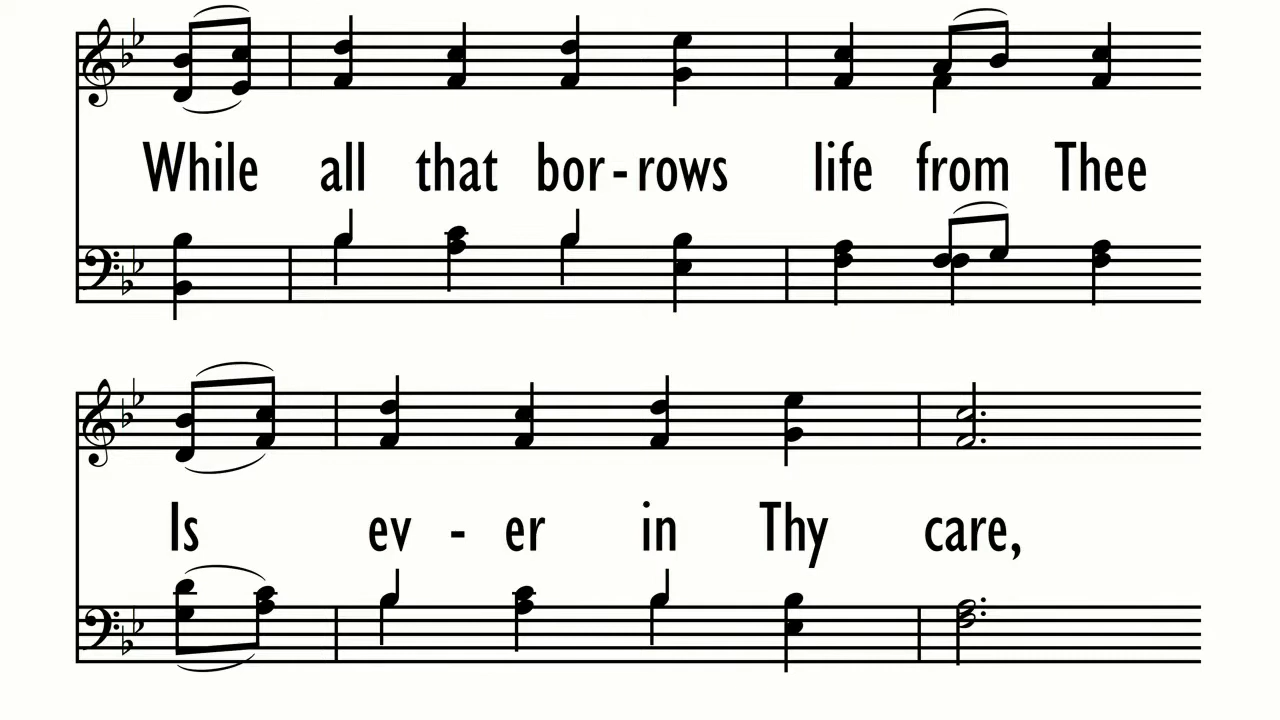 While all that bor-rows life from Thee
Is ev - er in Thy care,